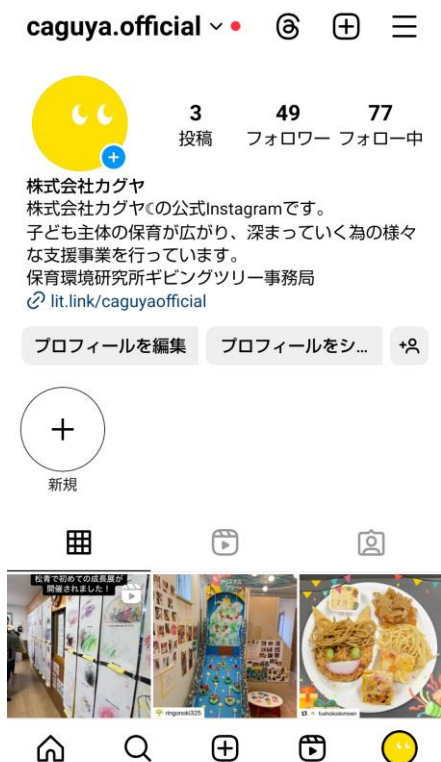 caguya.official
3
49
77
投稿
フォロワー
フォロー中
株式会社カグヤ
株式会社カグヤ☾の公式Instagramです。
子ども主体の保育が広がり、深まっていく為の様々
な支援事業を行っています。
保育環境研究所ギビングツリー事務局
lit.link/caguyaofficial
プロフィールを編集
プロフィールをシ...
新規
松青で初めての成長展が
開催されました！
ringonoki325